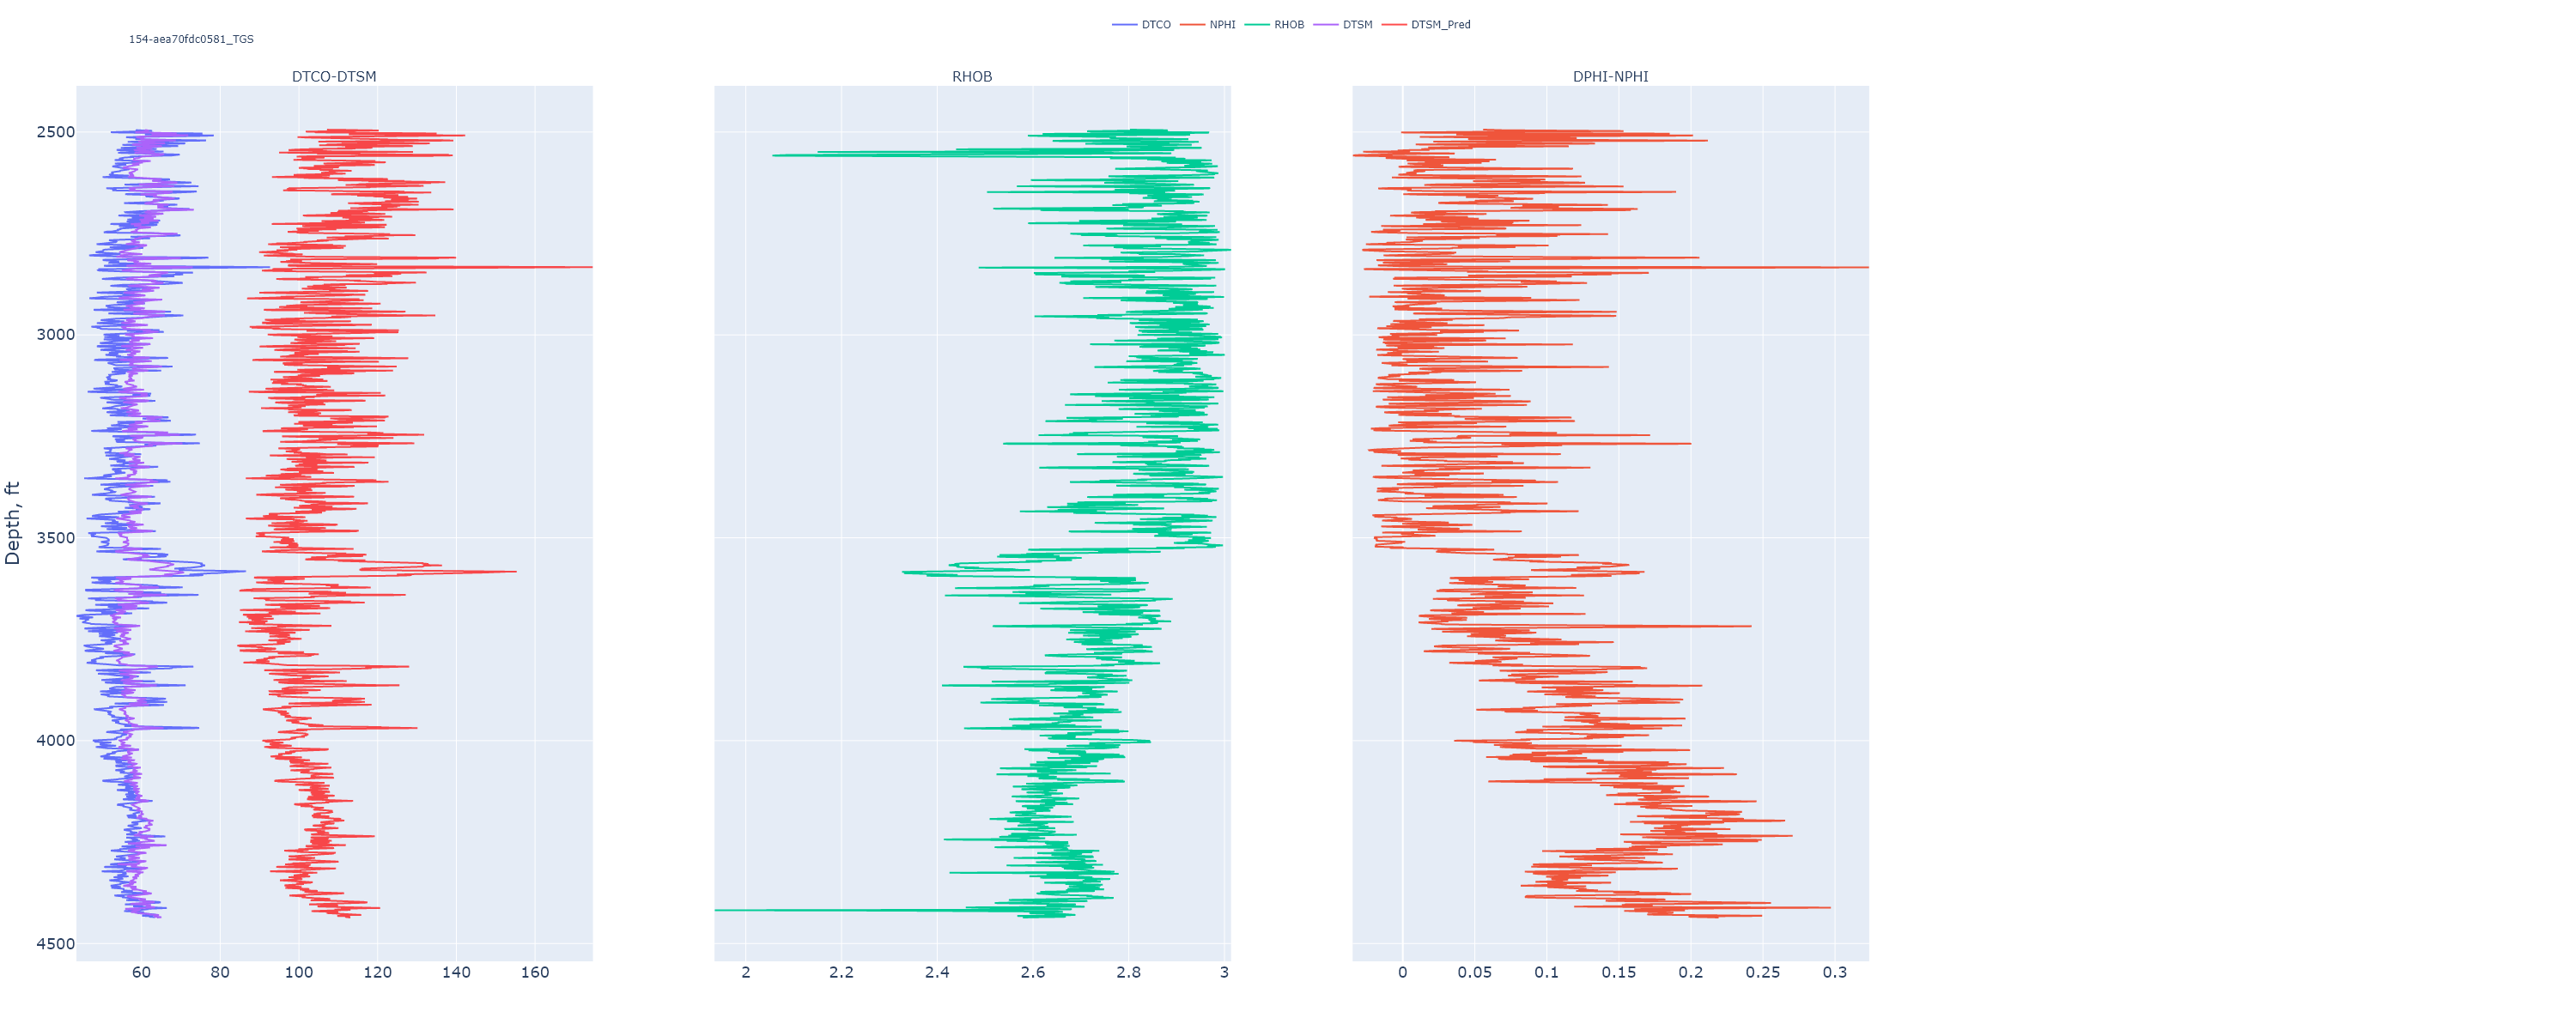 DTCO NPHI RHOB DTSM DTSM_Pred
154-aea70fdc0581_TGS
DTCO-DTSM RHOB DPHI-NPHI
Depth, ft
2500
3000
3500
4000
4500
60 80 100 120 140 160
2 2.2 2.4 2.6 2.8 3
0 0.05 0.1 0.15 0.2 0.25 0.3